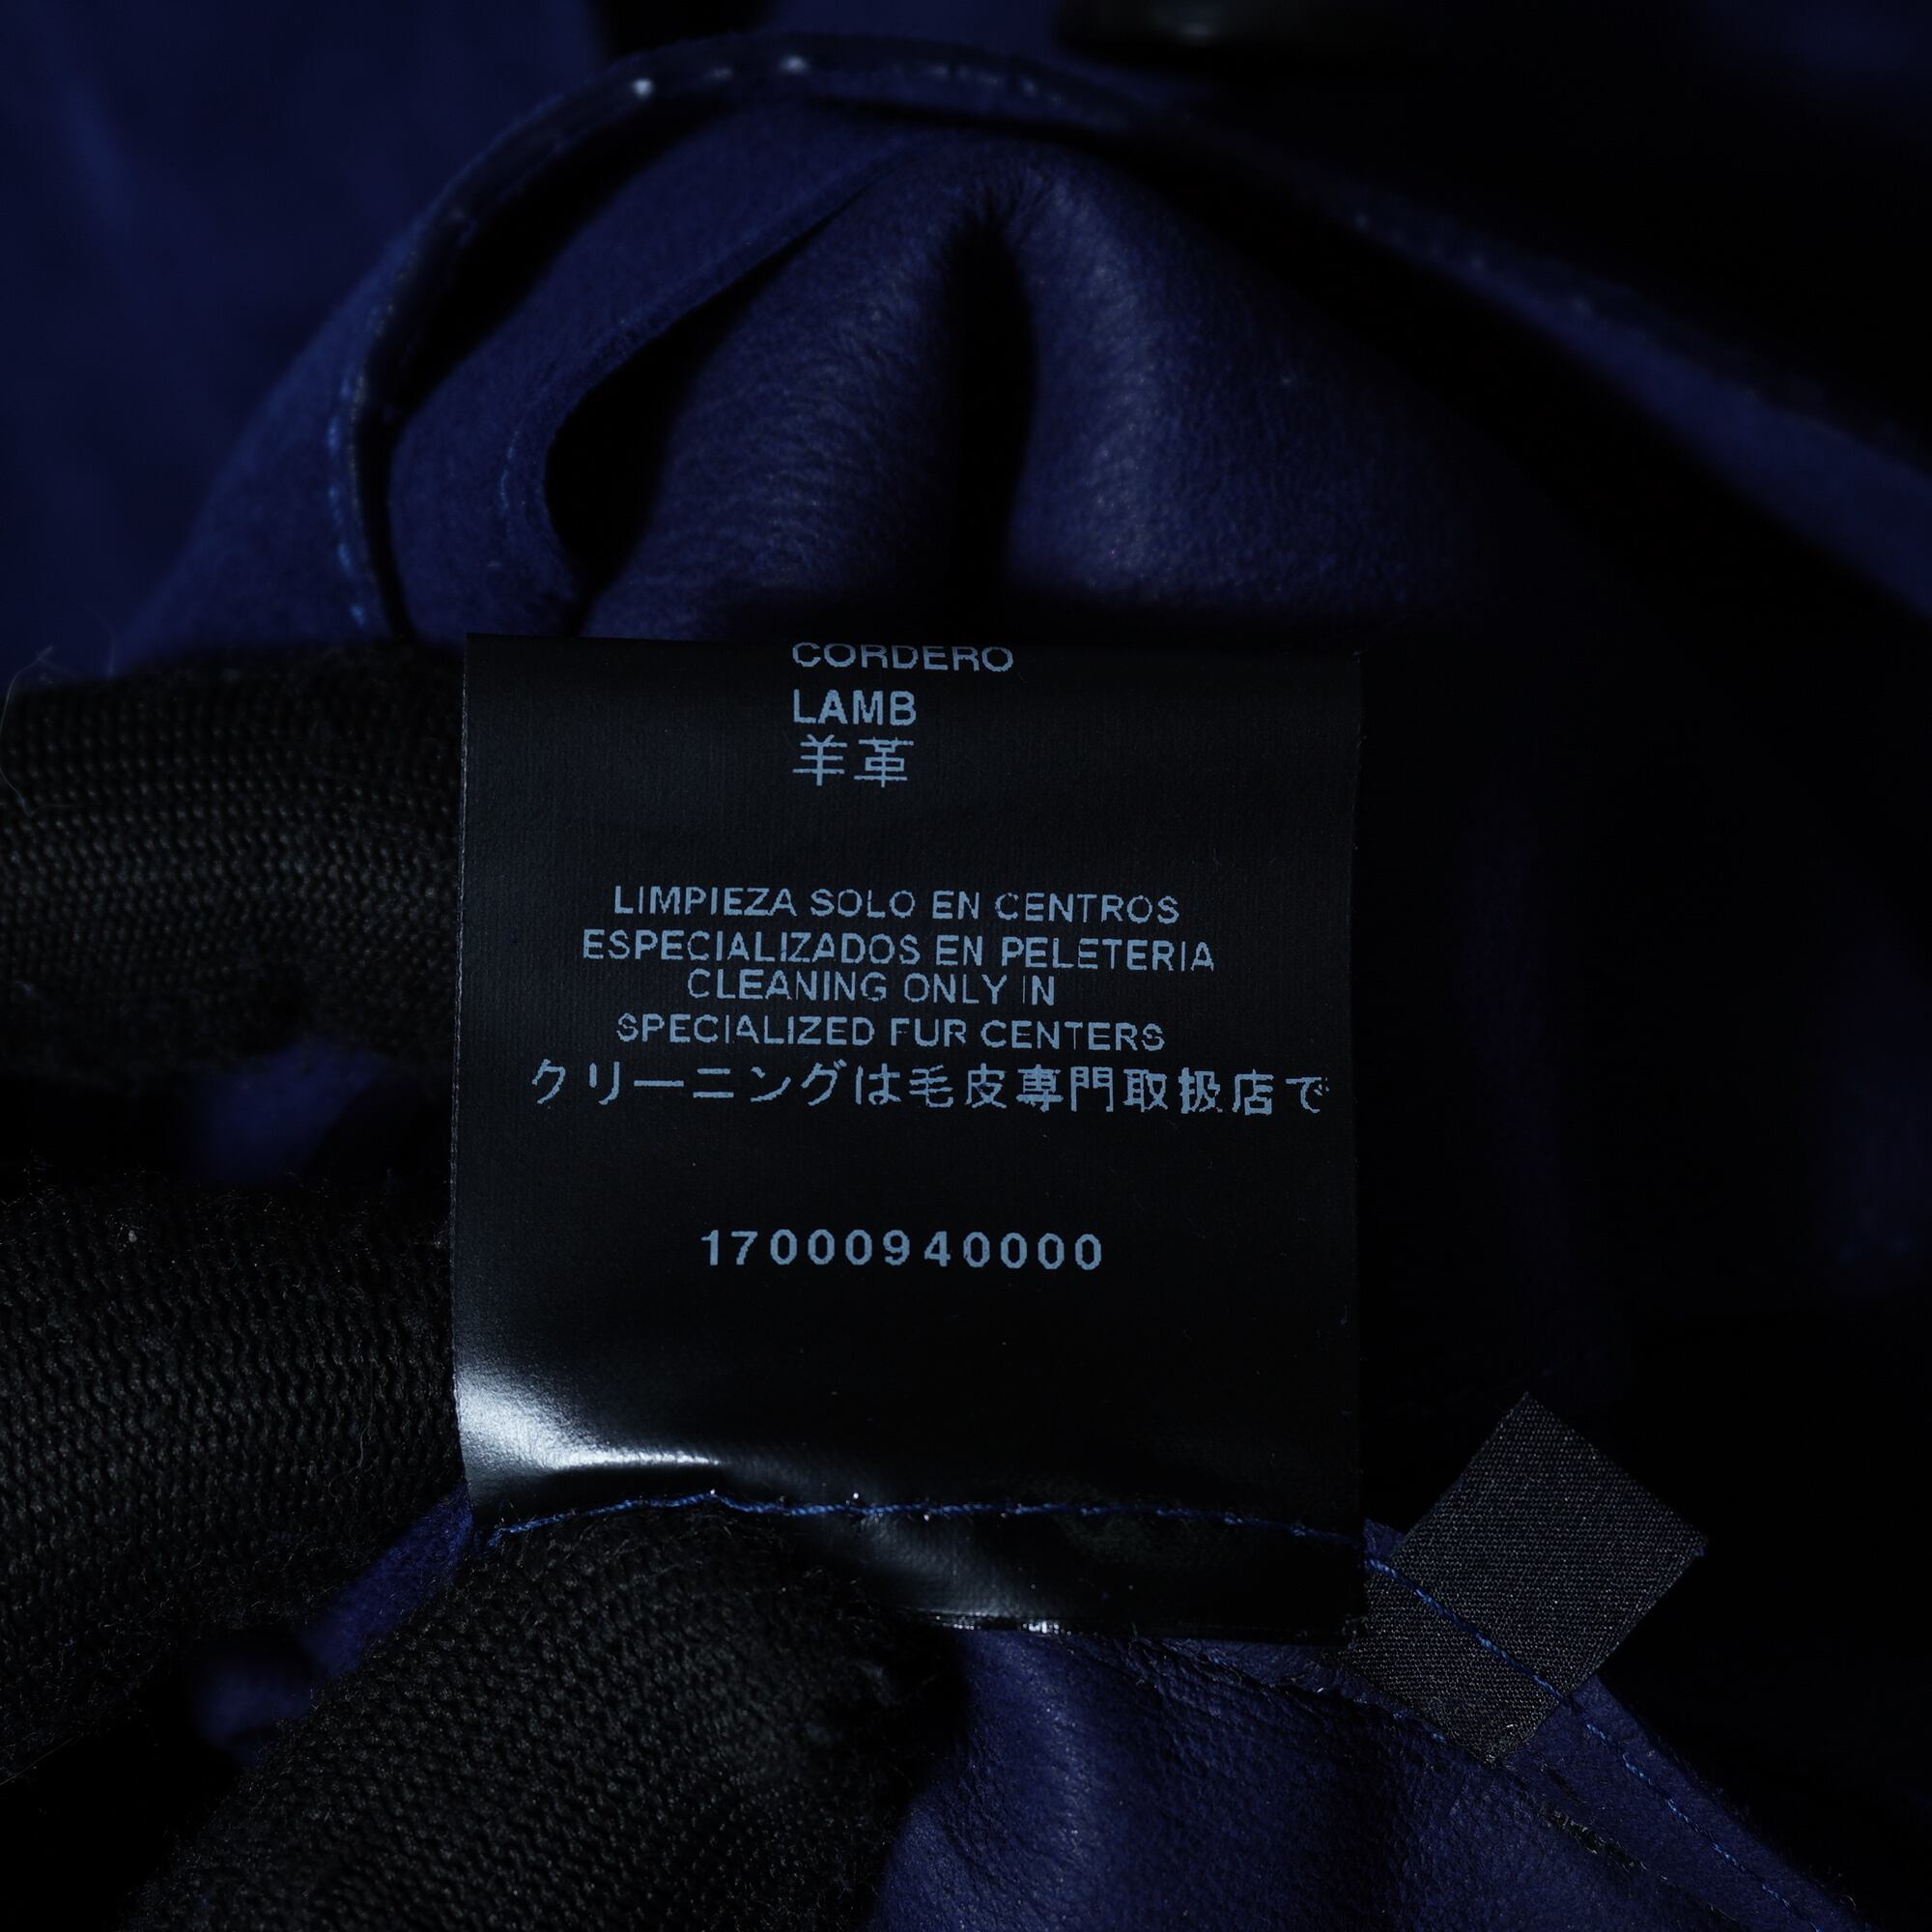 CORDERO
LAMB
羊革
LIMPIEZA SOLO EN CENTROS
ESPECIALIZADOS EN PELETERIA
CLEANING ONLY IN
SPECIALIZED FUR CENTERS
クリーニングは毛皮専門取扱店で
17000940000